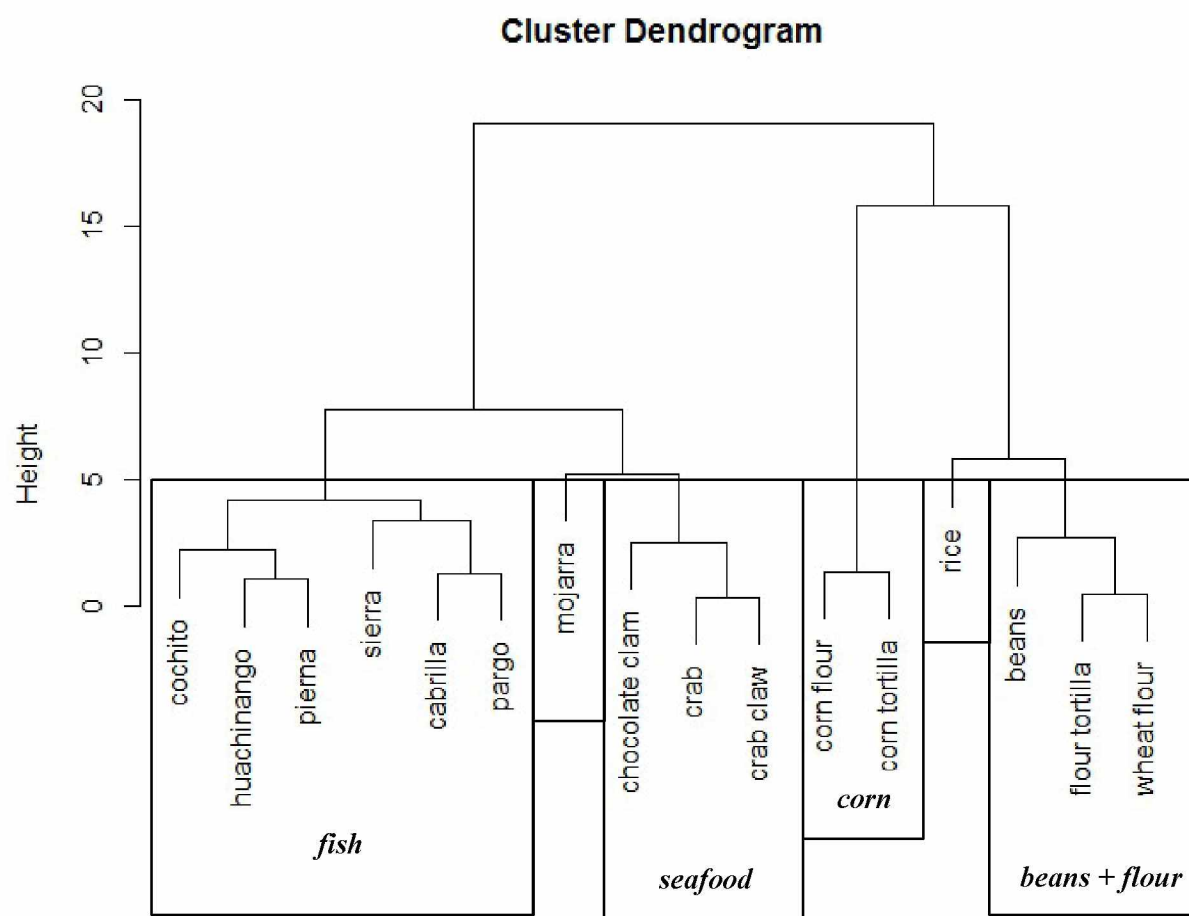 Cluster Dendrogram
Height
20
15
10
5
0
cochito
huachinango
pierna
sierra
cabrilla
pargo
mojarra
chocolate clam
crab
crab claw
corn flour
corn tortilla
rice
beans
flour tortilla
wheat flour
fish
seafood
corn
beans + flour